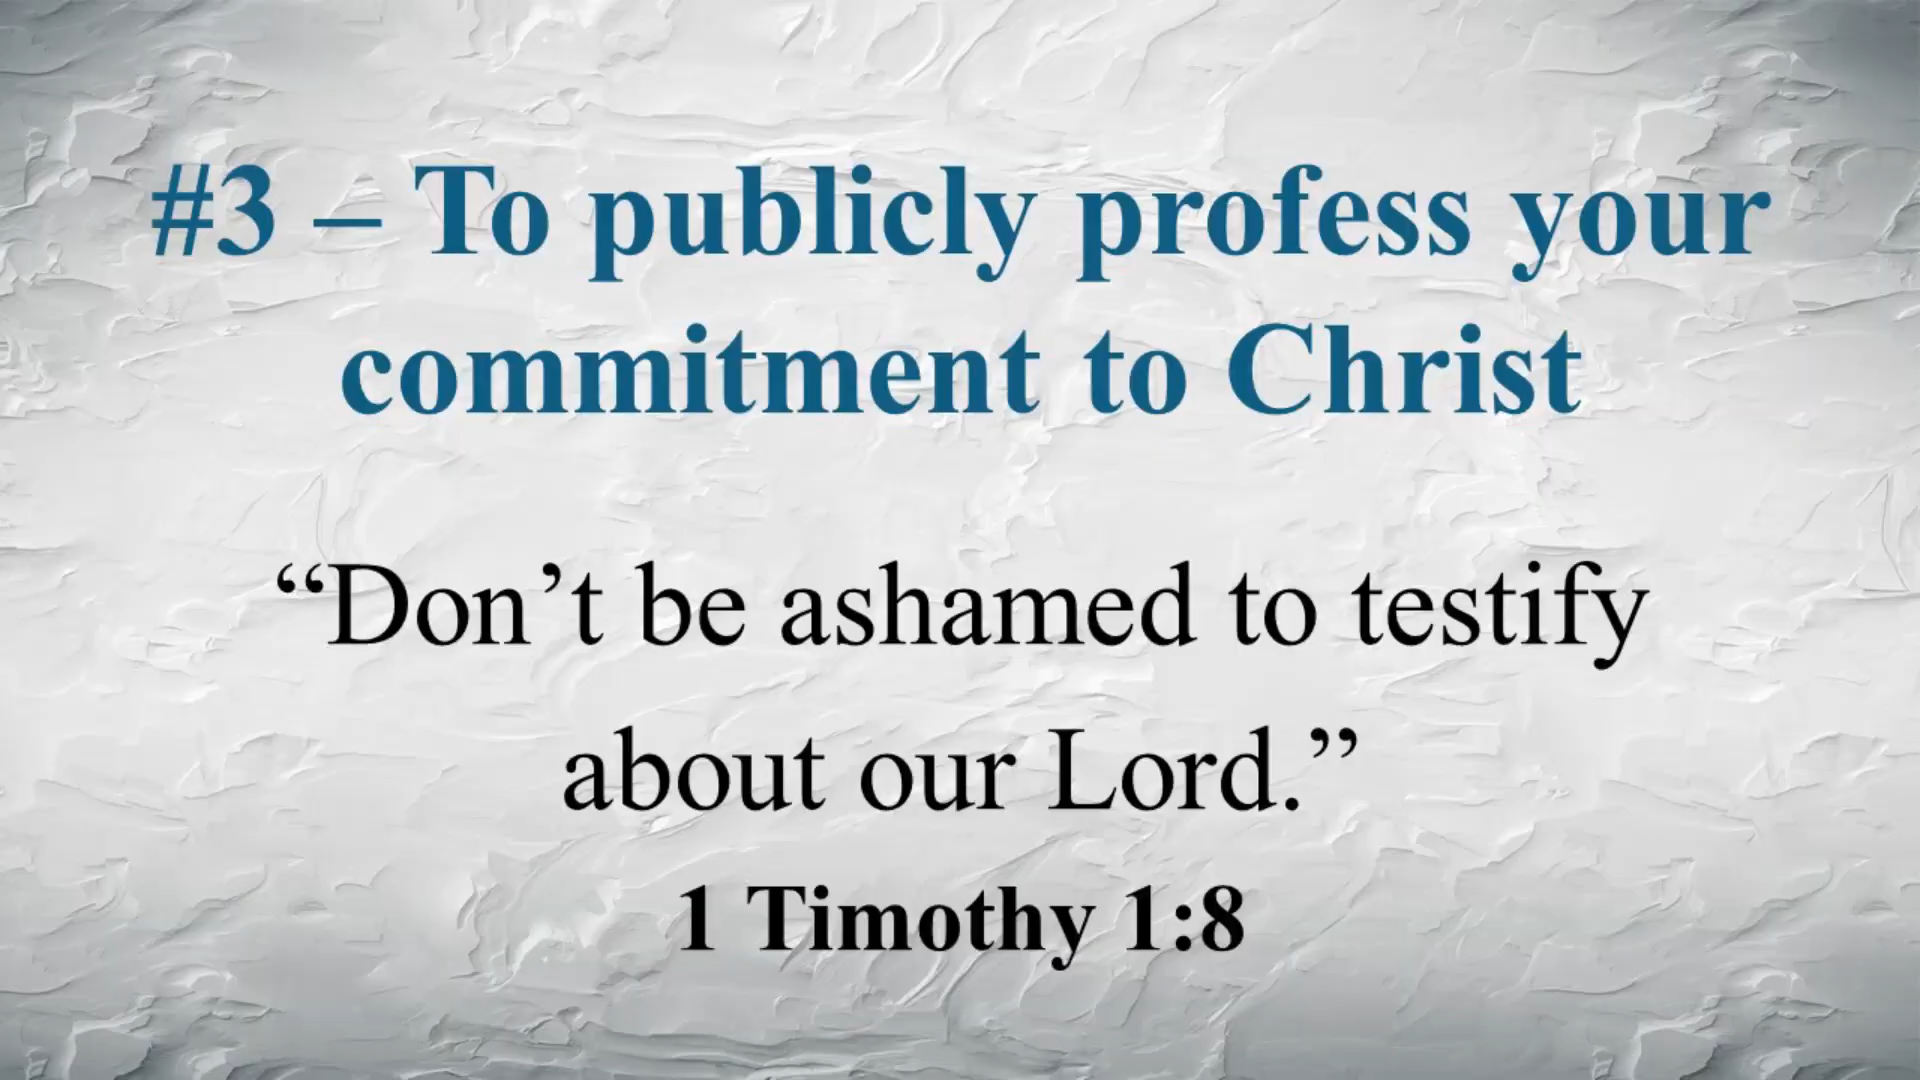 #3 – To publicly profess your
commitment to Christ
“Don’t be ashamed to testify
about our Lord.”
1 Timothy 1:8